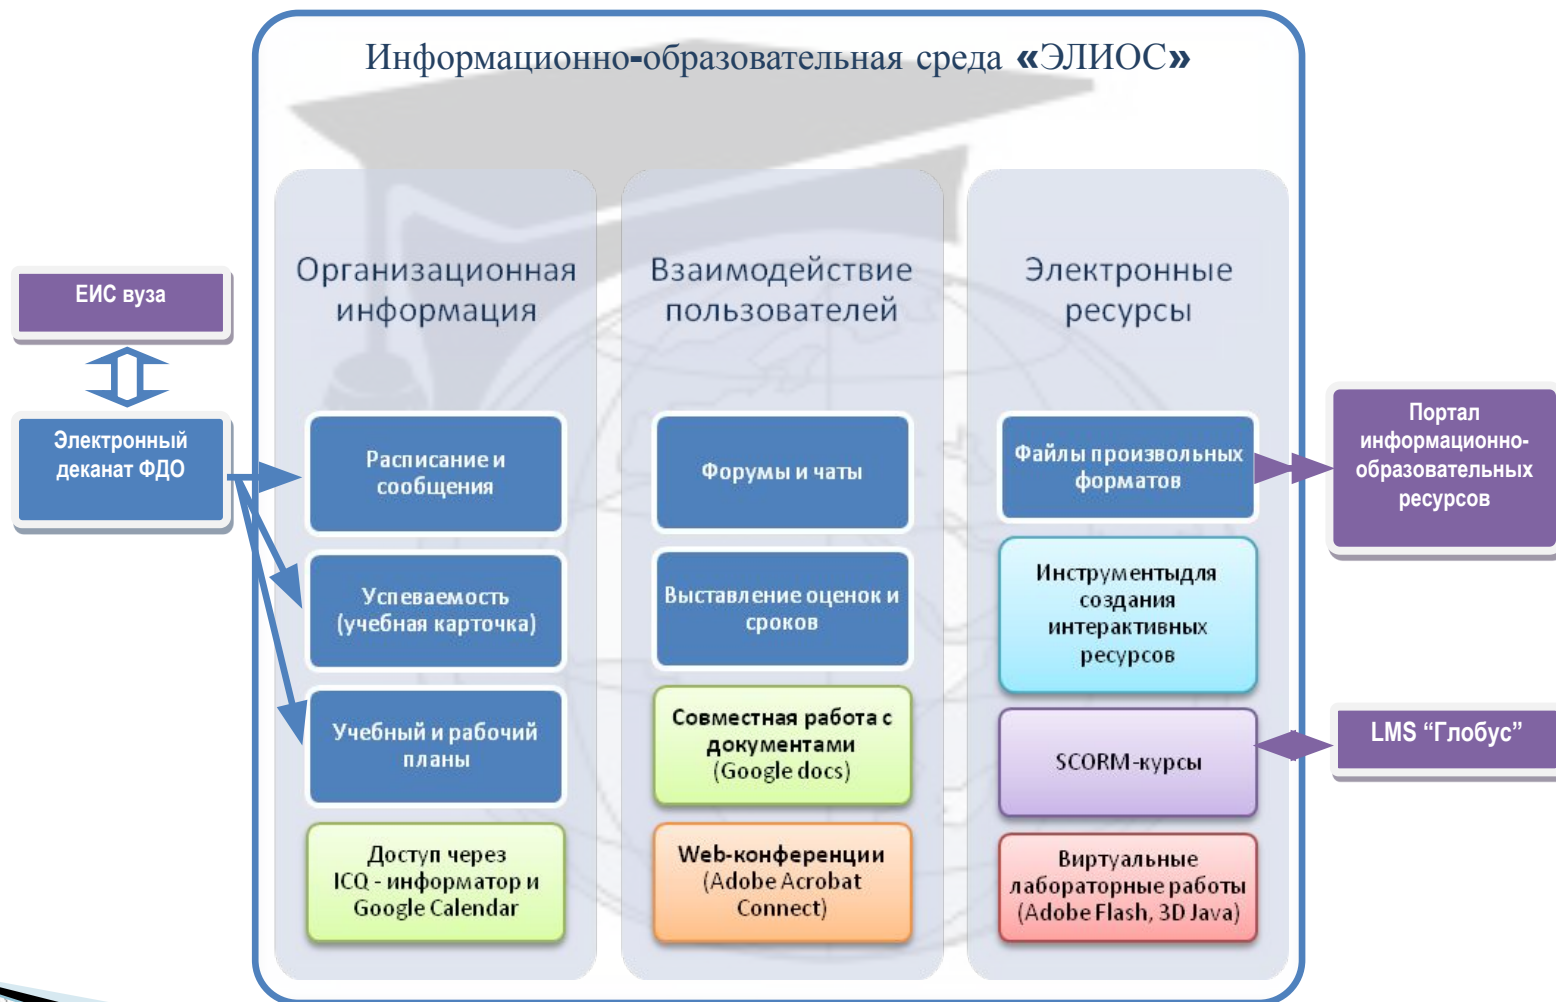 Информационно-образовательная среда «ЭЛИОС»
ЕИС вуза
Электронный
деканат ФДО
Организационная
информация
Расписание и
сообщения
Успеваемость
(учебная карточка)
Учебный и рабочий
планы
Доступ через
ICQ - информатор и
Google Calendar
Взаимодействие
пользователей
Форумы и чаты
Выставление оценок и
сроков
Совместная работа с
документами
(Google docs)
Web-конференции
(Adobe Acrobat
Connect)
Электронные
ресурсы
Файлы произвольных
форматов
Инструментыдля
создания
интерактивных
ресурсов
SCORM-курсы
Виртуальные
лабораторные работы
(Adobe Flash, 3D Java)
Портал
информационно-
образовательных
ресурсов
LMS “Глобус”